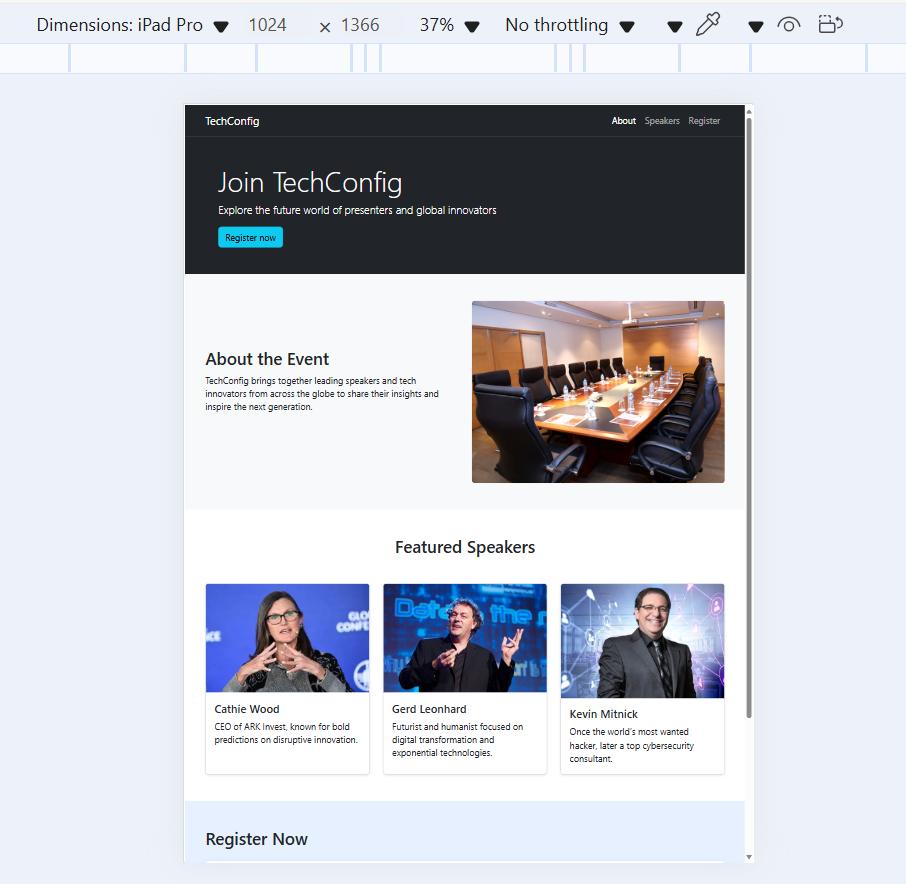 Dimensions: iPad Pro 1024 × 1366 37% No throttling
TechConfig About Speakers Register
Join TechConfig
Explore the future world of presenters and global innovators
Register now
About the Event
TechConfig brings together leading speakers and tech
innovators from across the globe to share their insights and
inspire the next generation.
Featured Speakers
Cathie Wood
CEO of ARK Invest, known for bold
predictions on disruptive innovation.
Gerd Leonhard
Futurist and humanist focused on
digital transformation and
exponential technologies.
Kevin Mitnick
Once the world's most wanted
hacker, later a top cybersecurity
consultant.
Register Now